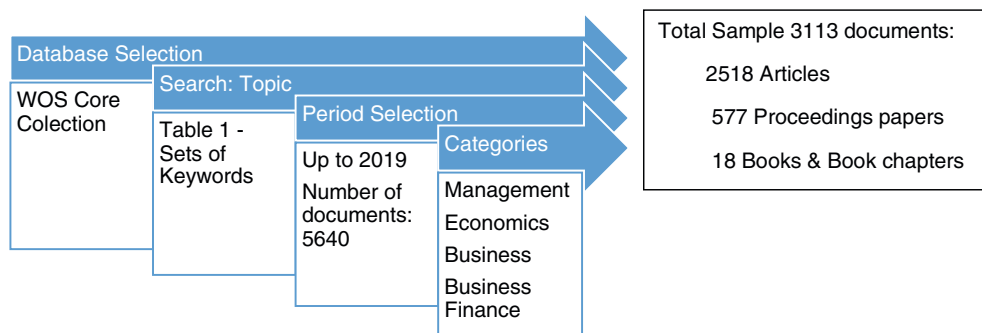 Database Selection
WOS Core
Colection
Search: Topic
Table 1 -
Sets of
Keywords
Period Selection
Up to 2019
Number of
documents:
5640
Categories
Management
Economics
Business
Business
Finance
Total Sample 3113 documents:
2518 Articles
577 Proceedings papers
18 Books & Book chapters